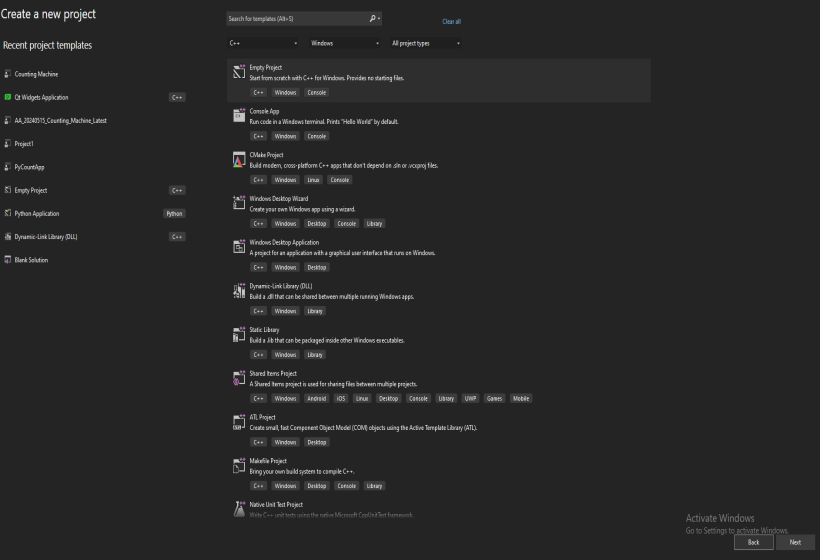 Create a new project
Recent project templates
Counting Machine
Qt Widgets Application C++
AA_20240515_Counting_Machine_Latest
Project1
PyCountApp
Empty Project C++
Python Application Python
Dynamic-Link Library (DLL) C++
Blank Solution
Search for templates (Alt+S)
Clear all
C++ Windows All project types
Empty Project
Start from scratch with C++ for Windows. Provides no starting files.
C++ Windows Console
Console App
Run code in a Windows terminal. Prints "Hello World" by default.
C++ Windows Console
CMake Project
Build modern, cross-platform C++ apps that don't depend on .sln or .vcxproj files.
C++ Windows Linux Console
Windows Desktop Wizard
Create your own Windows app using a wizard.
C++ Windows Desktop Console Library
Windows Desktop Application
A project for an application with a graphical user interface that runs on Windows.
C++ Windows Desktop
Dynamic-Link Library (DLL)
Build a .dll that can be shared between multiple running Windows apps.
C++ Windows Library
Static Library
Build a .lib that can be packaged inside other Windows executables.
C++ Windows Library
Shared Items Project
A Shared Items project is used for sharing files between multiple projects.
C++ Windows Android iOS Linux Desktop Console Library UWP Games Mobile
ATL Project
Create small, fast Component Object Model (COM) objects using the Active Template Library (ATL).
C++ Windows Desktop
Makefile Project
Bring your own build system to compile C++.
C++ Windows Desktop Console Library
Native Unit Test Project
Write C++ unit tests using the native Microsoft CppUnitTest framework.
Activate Windows
Go to Settings to activate Windows.
Back Next